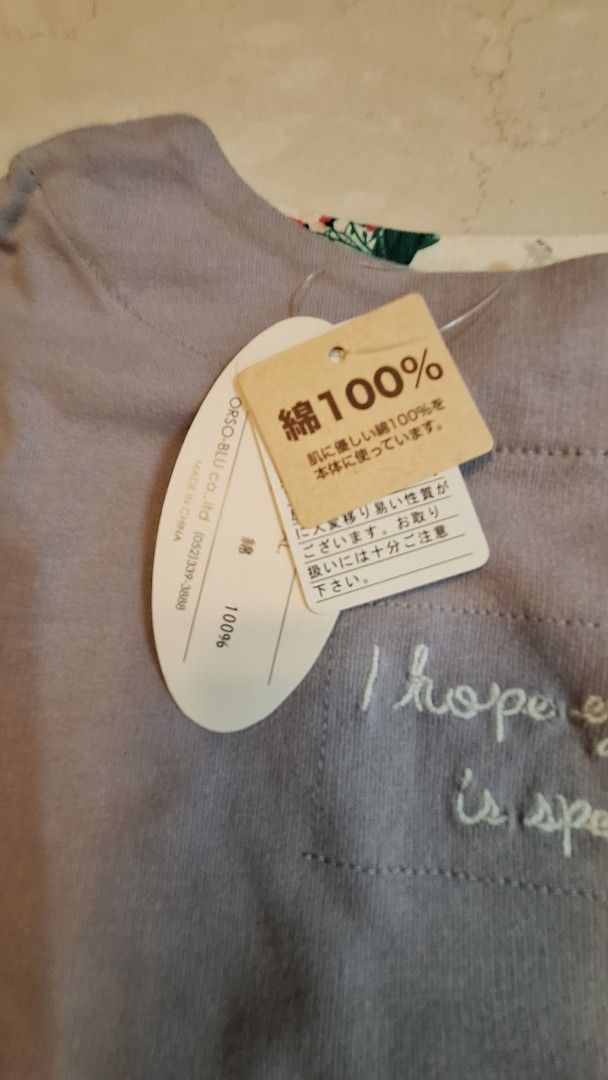 綿100%
肌に優しい綿100%を
本体に使っています。
に大変移り易い性質が
ございます。お取り
扱いには十分ご注意
下さい。
ORSO-BLU co.,ltd (052)339-3888
MADE IN CHINA
綿 100%
I hope
is